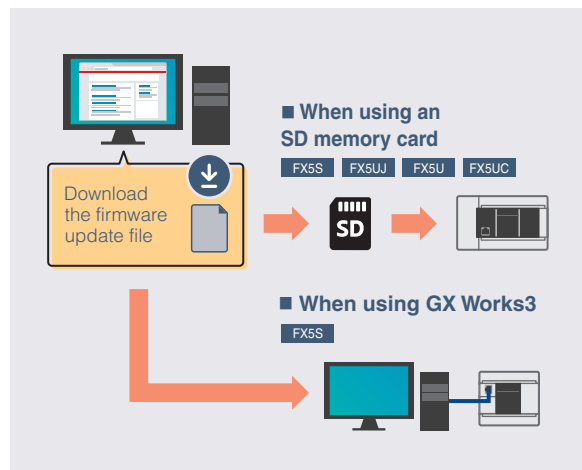 ■ When using an
SD memory card
FX5S FX5UJ FX5U FX5UC
Download
the firmware
update file
SD
■ When using GX Works3
FX5S